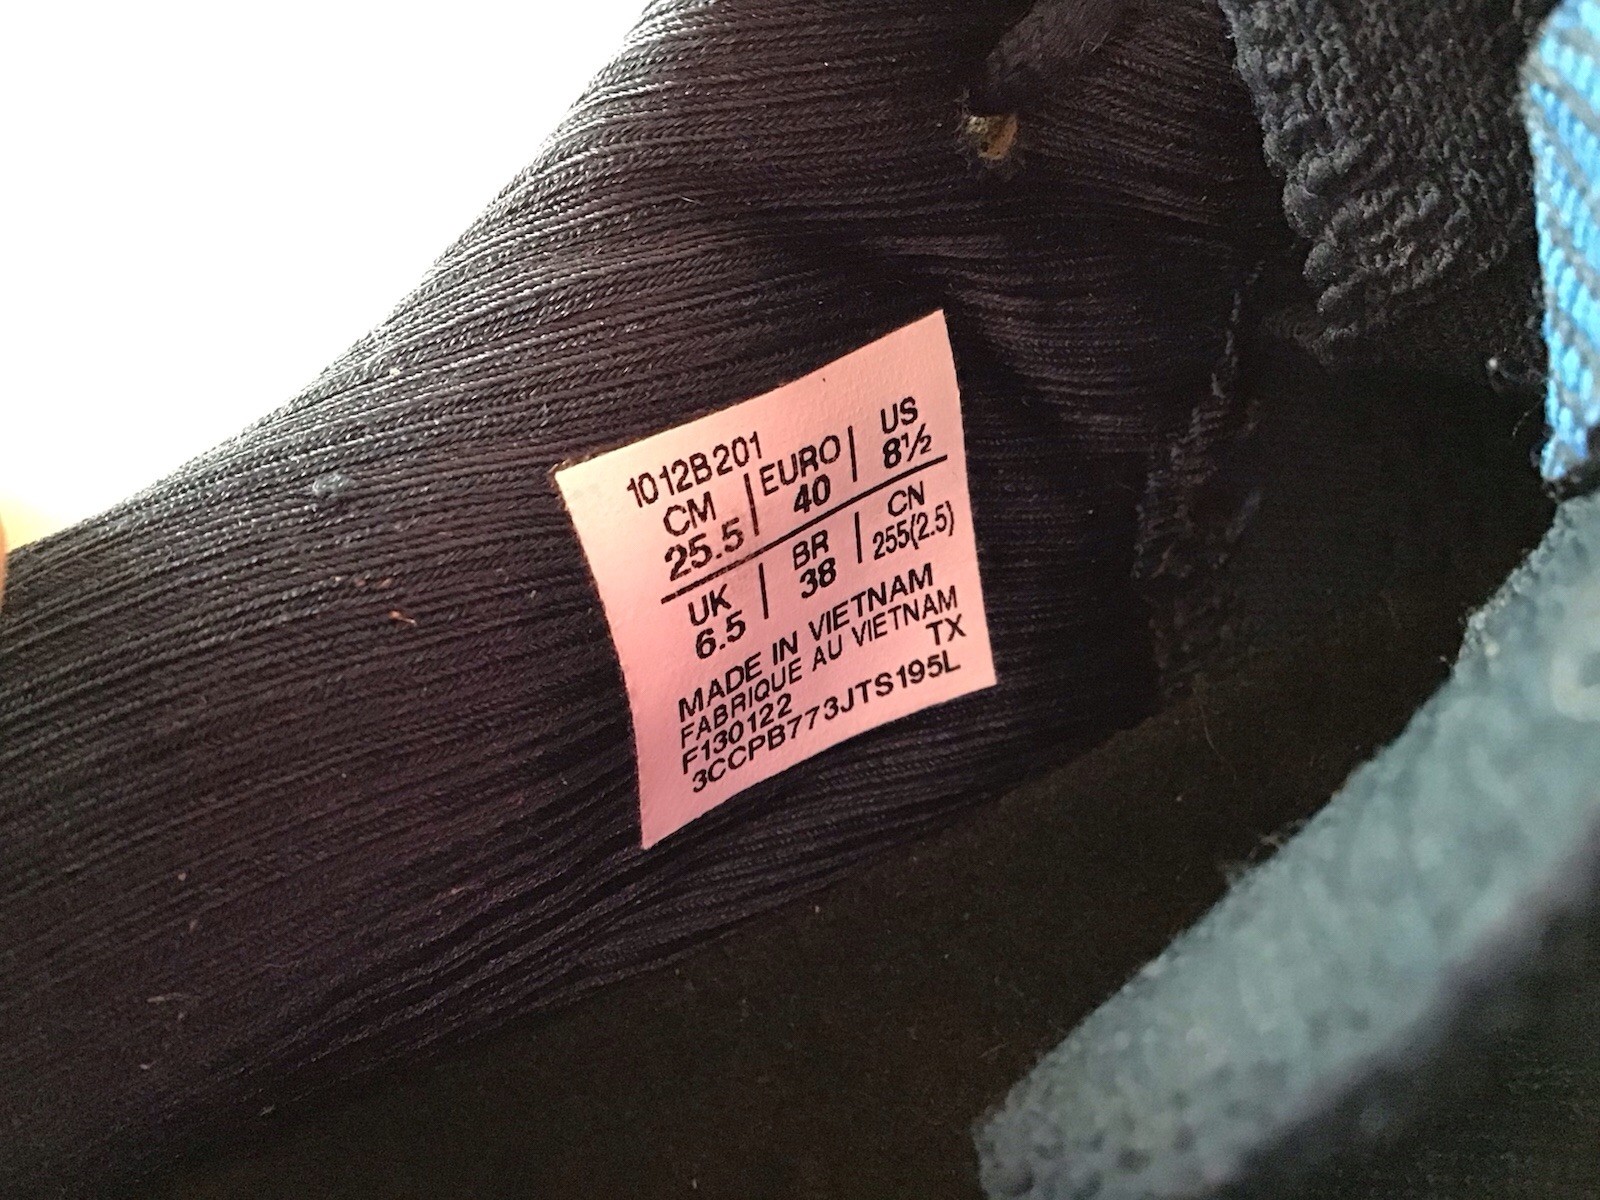 1012B201
CM | EURO | US
25.5 | 40 | 8½
UK | BR | CN
6.5 | 38 | 255(2.5)
MADE IN VIETNAM
FABRIQUE AU VIETNAM
F130122 TX
3CCPB773JTS195L